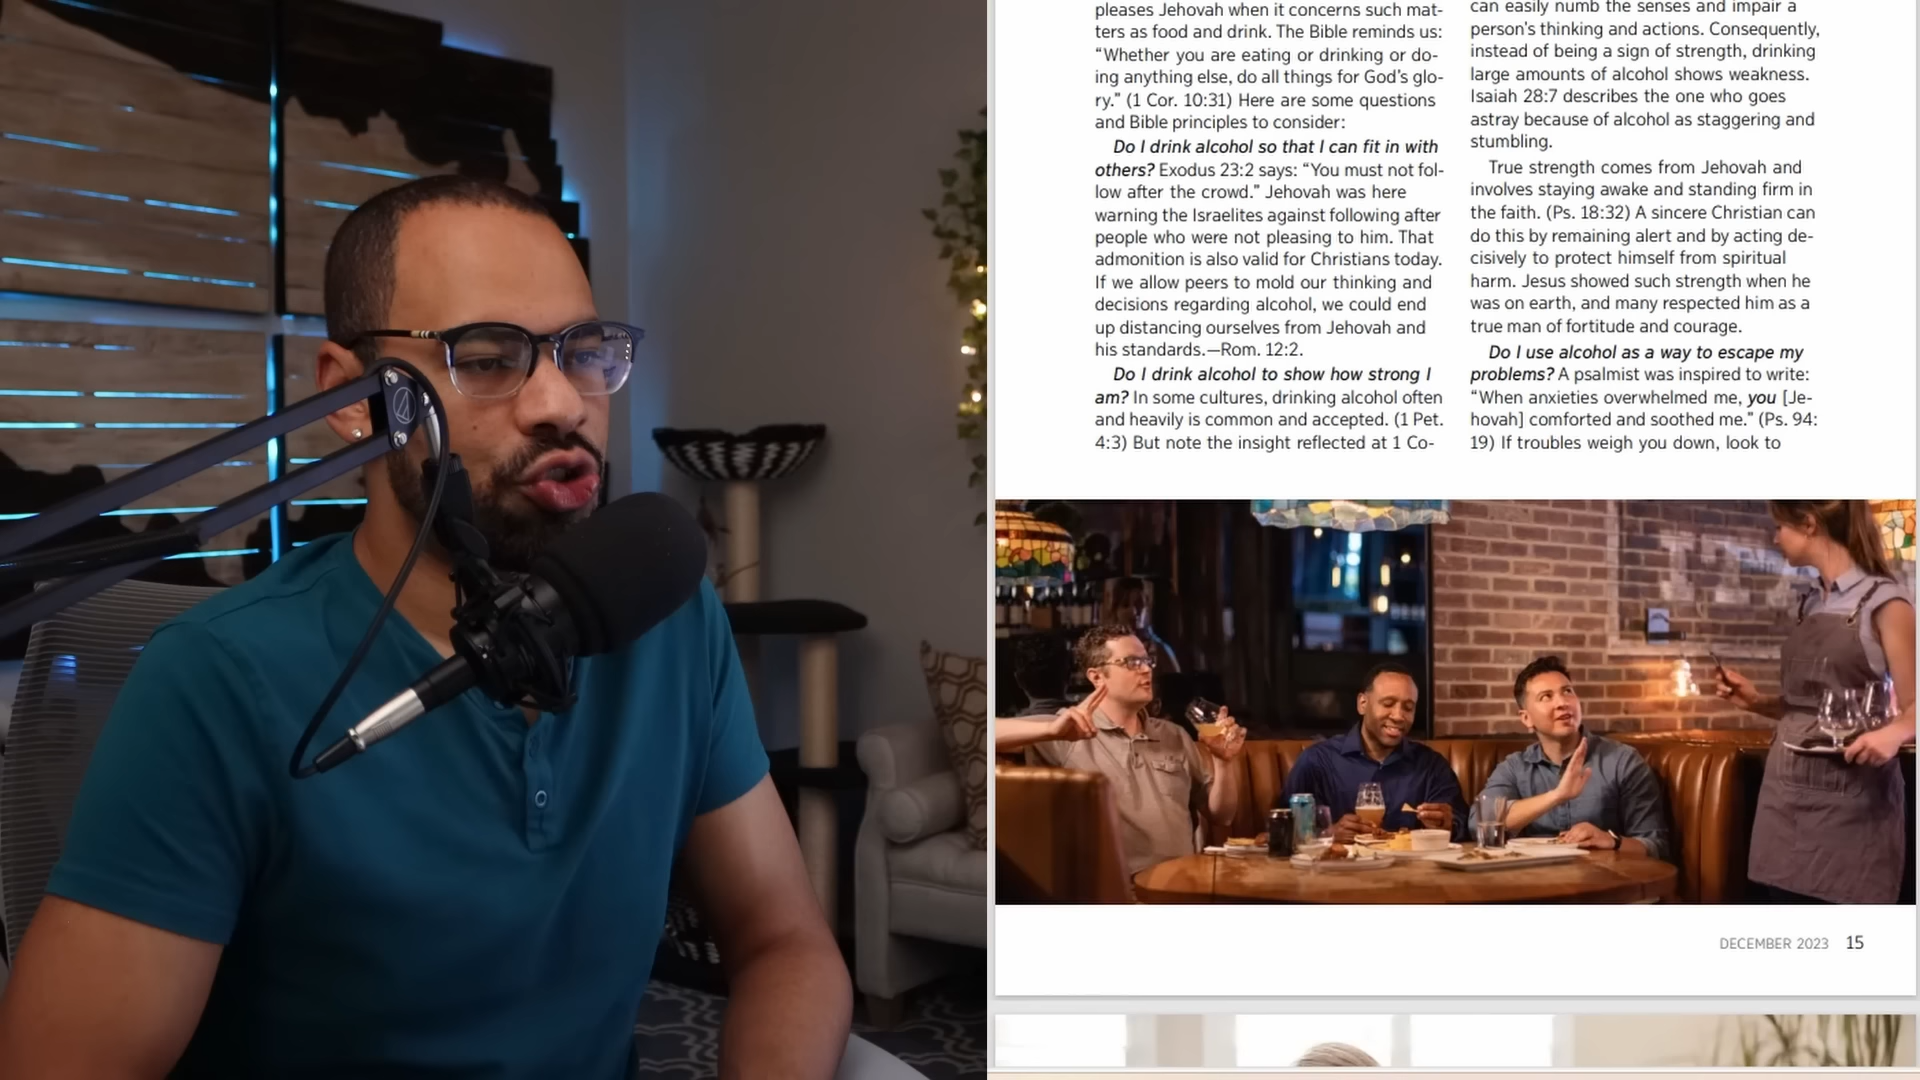 pleases Jehovah when it concerns such mat-
ters as food and drink. The Bible reminds us:
“Whether you are eating or drinking or do-
ing anything else, do all things for God’s glo-
ry.” (1 Cor. 10:31) Here are some questions
and Bible principles to consider:
Do I drink alcohol so that I can fit in with
others? Exodus 23:2 says: “You must not fol-
low after the crowd.” Jehovah was here
warning the Israelites against following after
people who were not pleasing to him. That
admonition is also valid for Christians today.
If we allow peers to mold our thinking and
decisions regarding alcohol, we could end
up distancing ourselves from Jehovah and
his standards.—Rom. 12:2.
Do I drink alcohol to show how strong I
am? In some cultures, drinking alcohol often
and heavily is common and accepted. (1 Pet.
4:3) But note the insight reflected at 1 Co-
can easily numb the senses and impair a
person’s thinking and actions. Consequently,
instead of being a sign of strength, drinking
large amounts of alcohol shows weakness.
Isaiah 28:7 describes the one who goes
astray because of alcohol as staggering and
stumbling.
True strength comes from Jehovah and
involves staying awake and standing firm in
the faith. (Ps. 18:32) A sincere Christian can
do this by remaining alert and by acting de-
cisively to protect himself from spiritual
harm. Jesus showed such strength when he
was on earth, and many respected him as a
true man of fortitude and courage.
Do I use alcohol as a way to escape my
problems? A psalmist was inspired to write:
“When anxieties overwhelmed me, you [Je-
hovah] comforted and soothed me.” (Ps. 94:
19) If troubles weigh you down, look to
DECEMBER 2023 15